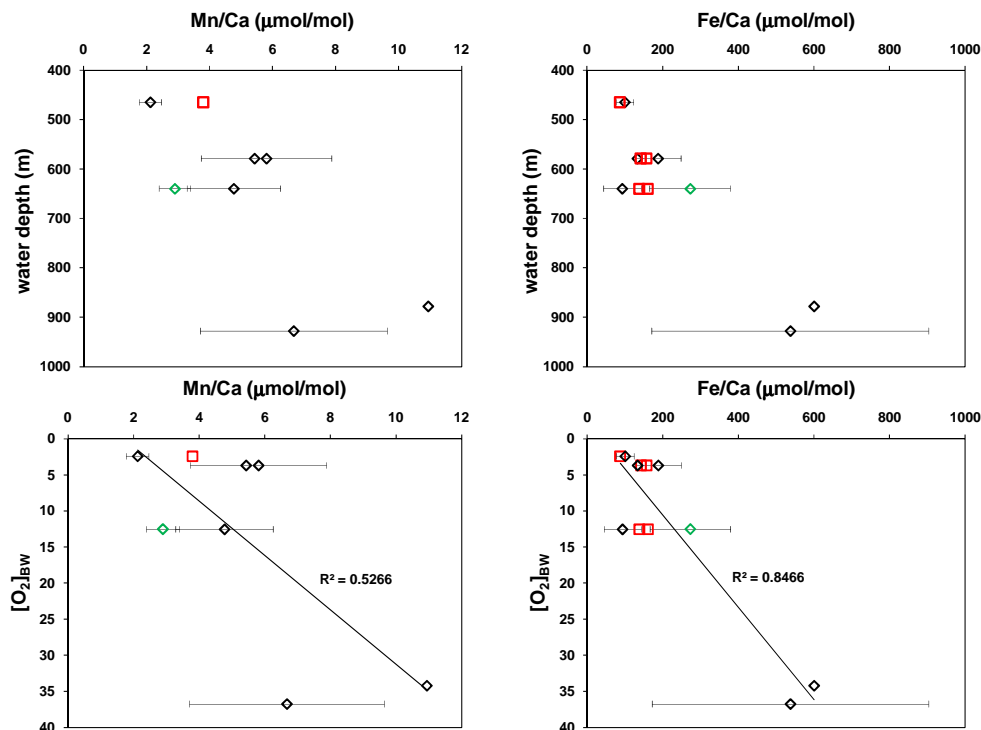 Mn/Ca (μmol/mol)
0 2 4 6 8 10 12
400
500
600
700
800
900
1000
water depth (m)
Fe/Ca (μmol/mol)
0 200 400 600 800 1000
400
500
600
700
800
900
1000
water depth (m)
Mn/Ca (μmol/mol)
0 2 4 6 8 10 12
0
5
10
15
20
25
30
35
40
[O₂]BW
R² = 0.5266
Fe/Ca (μmol/mol)
0 200 400 600 800 1000
0
5
10
15
20
25
30
35
40
[O₂]BW
R² = 0.8466